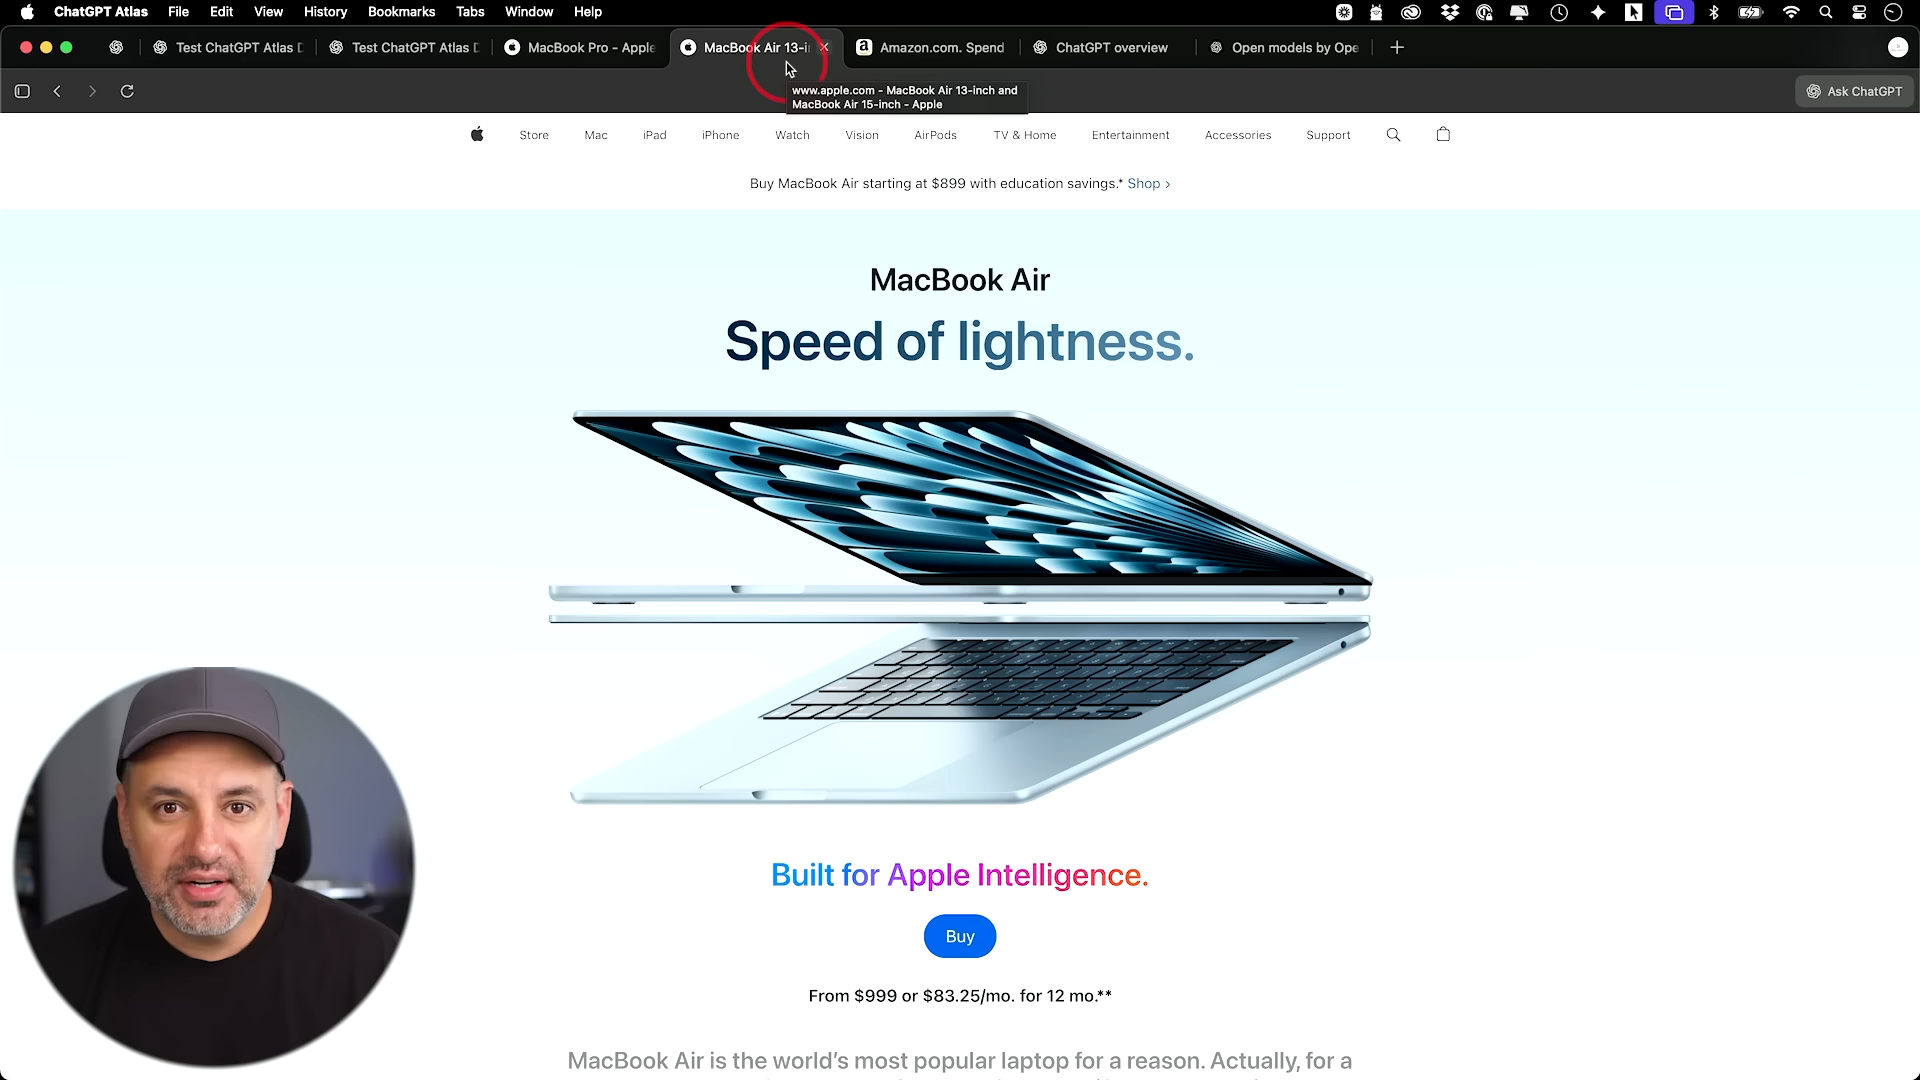 ChatGPT Atlas File Edit View History Bookmarks Tabs Window Help
Test ChatGPT Atlas Test ChatGPT Atlas MacBook Pro - Apple MacBook Air 13-i Amazon.com. Spend ChatGPT overview Open models by Ope
www.apple.com - MacBook Air 13-inch and
MacBook Air 15-inch - Apple
Ask ChatGPT
Store Mac iPad iPhone Watch Vision AirPods TV & Home Entertainment Accessories Support
Buy MacBook Air starting at $899 with education savings.* Shop >
MacBook Air
Speed of lightness.
Built for Apple Intelligence.
Buy
From $999 or $83.25/mo. for 12 mo.**
MacBook Air is the world's most popular laptop for a reason. Actually, for a